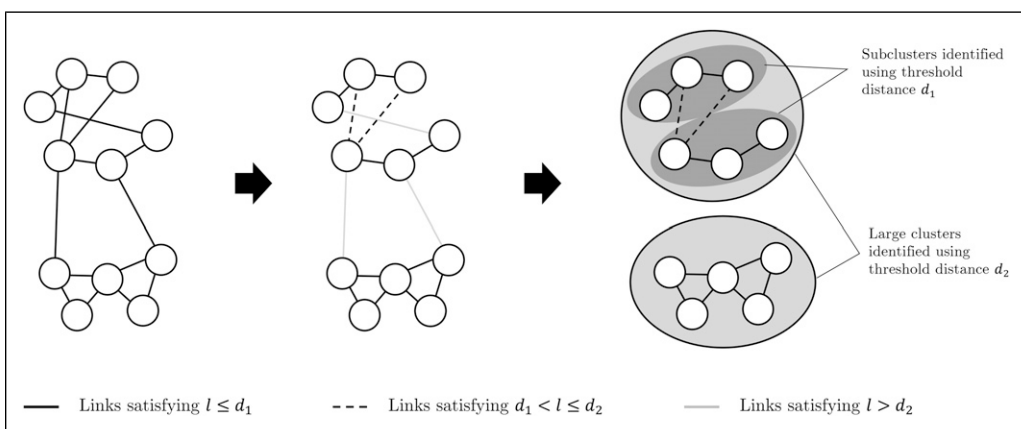 Subclusters identified
using threshold
distance d₁
Large clusters
identified using
threshold distance d₂
Links satisfying l ≤ d₁
Links satisfying d₁ < l ≤ d₂
Links satisfying l > d₂